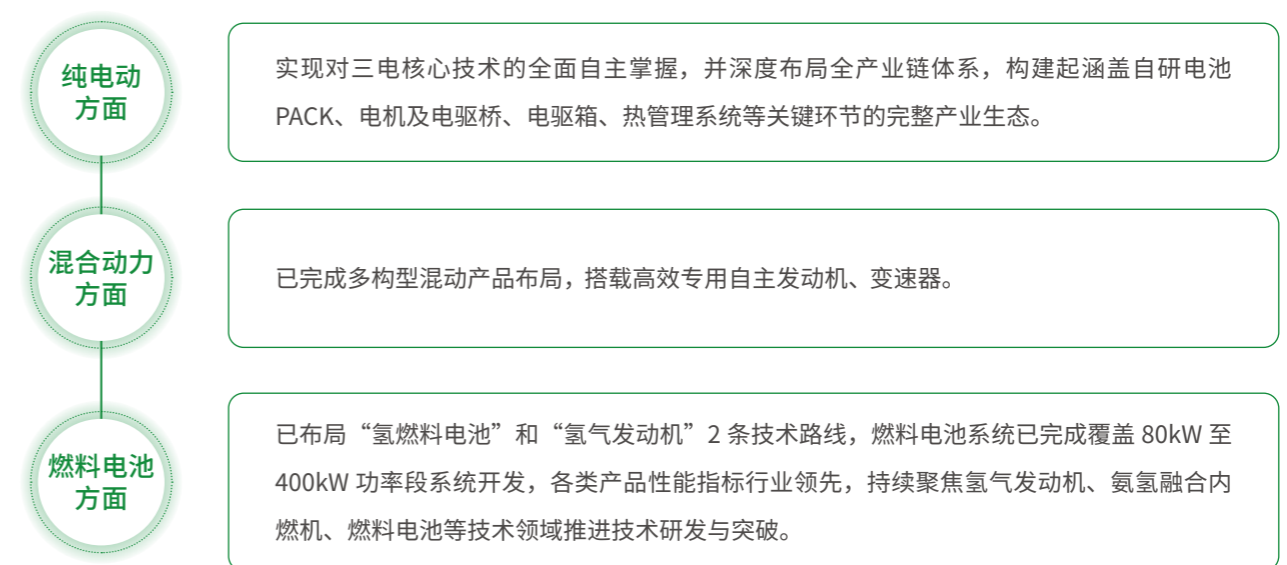 纯电动
方面
实现对三电核心技术的全面自主掌握，并深度布局全产业链体系，构建起涵盖自研电池
PACK、电机及电驱桥、电驱箱、热管理系统等关键环节的完整产业生态。
混合动力
方面
已完成多构型混动产品布局，搭载高效专用自主发动机、变速器。
燃料电池
方面
已布局“氢燃料电池”和“氢气发动机”2 条技术路线，燃料电池系统已完成覆盖 80kW 至
400kW 功率段系统开发，各类产品性能指标行业领先，持续聚焦氢气发动机、氨氢融合内
燃机、燃料电池等技术领域推进技术研发与突破。